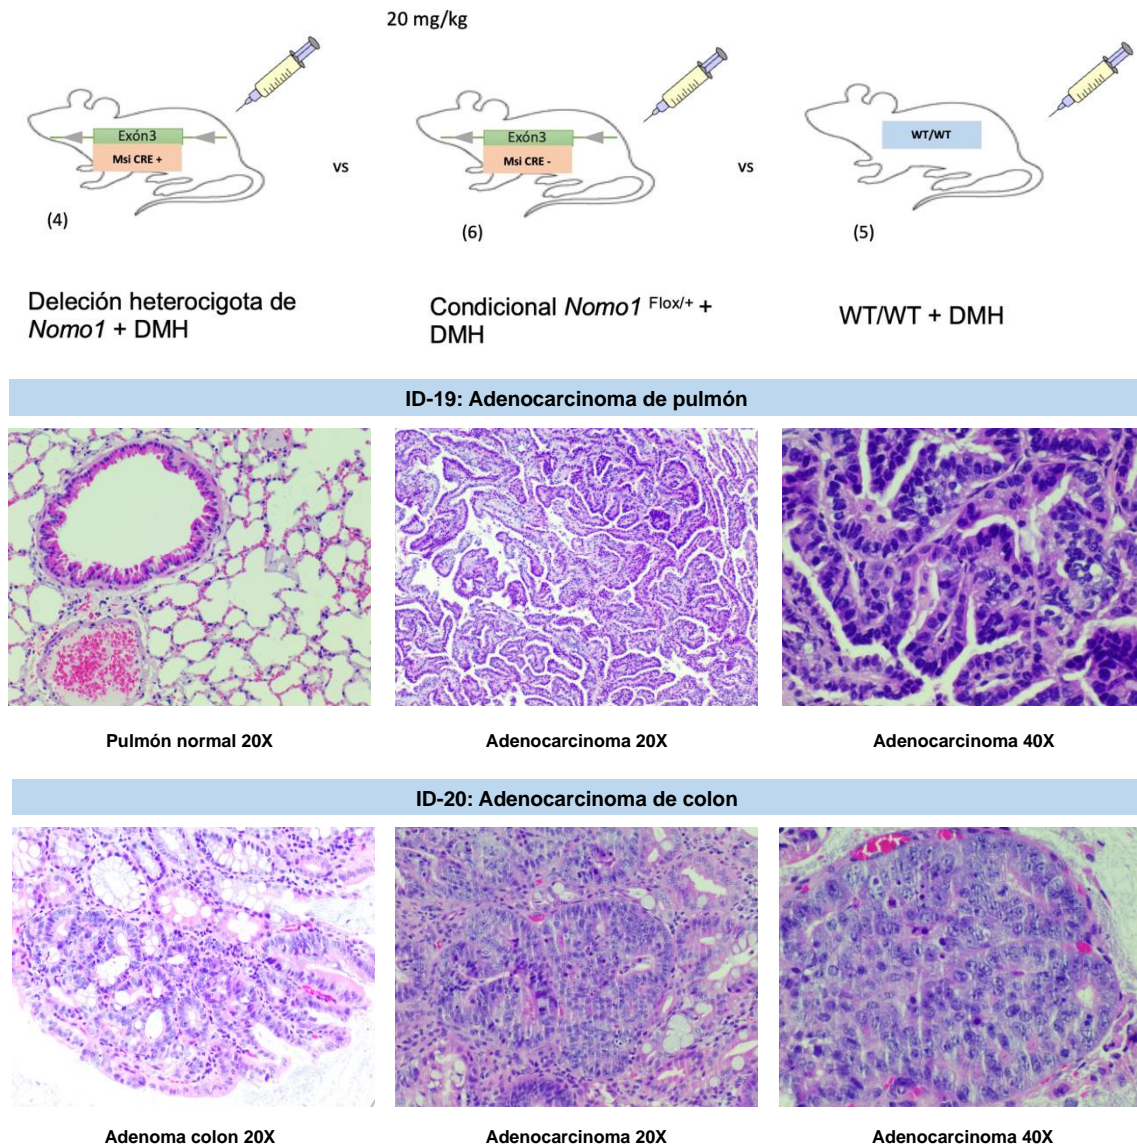 20 mg/kg
Exón3
Msi CRE +
(4)
vs
Exón3
Msi CRE -
(6)
vs
WT/WT
(5)
Deleción heterocigota de
Nomo1 + DMH
Condicional Nomo1 Flox/+ +
DMH
WT/WT + DMH
ID-19: Adenocarcinoma de pulmón
Pulmón normal 20X
Adenocarcinoma 20X
Adenocarcinoma 40X
ID-20: Adenocarcinoma de colon
Adenoma colon 20X
Adenocarcinoma 20X
Adenocarcinoma 40X